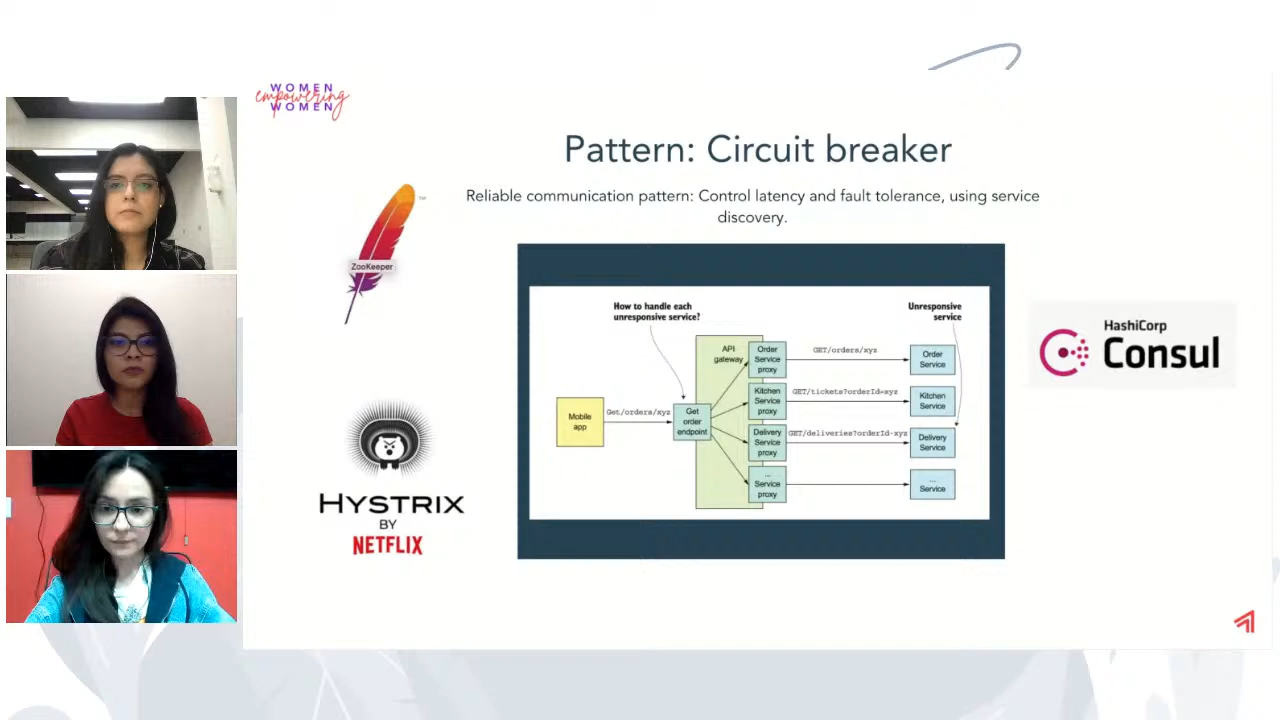 WOMEN
empowering
WOMEN
Pattern: Circuit breaker
Reliable communication pattern: Control latency and fault tolerance, using service
discovery.
ZooKeeper
TM
HYSTRIX
BY
NETFLIX
How to handle each
unresponsive service?
Unresponsive
service
API
gateway
Mobile
app
Get/orders/xyz
Get
order
endpoint
Order
Service
proxy
GET/orders/xyz
Order
Service
Kitchen
Service
proxy
GET/tickets?orderId=xyz
Kitchen
Service
Delivery
Service
proxy
GET/deliveries?orderId-xyz
Delivery
Service
...
Service
proxy
...
Service
HashiCorp
Consul